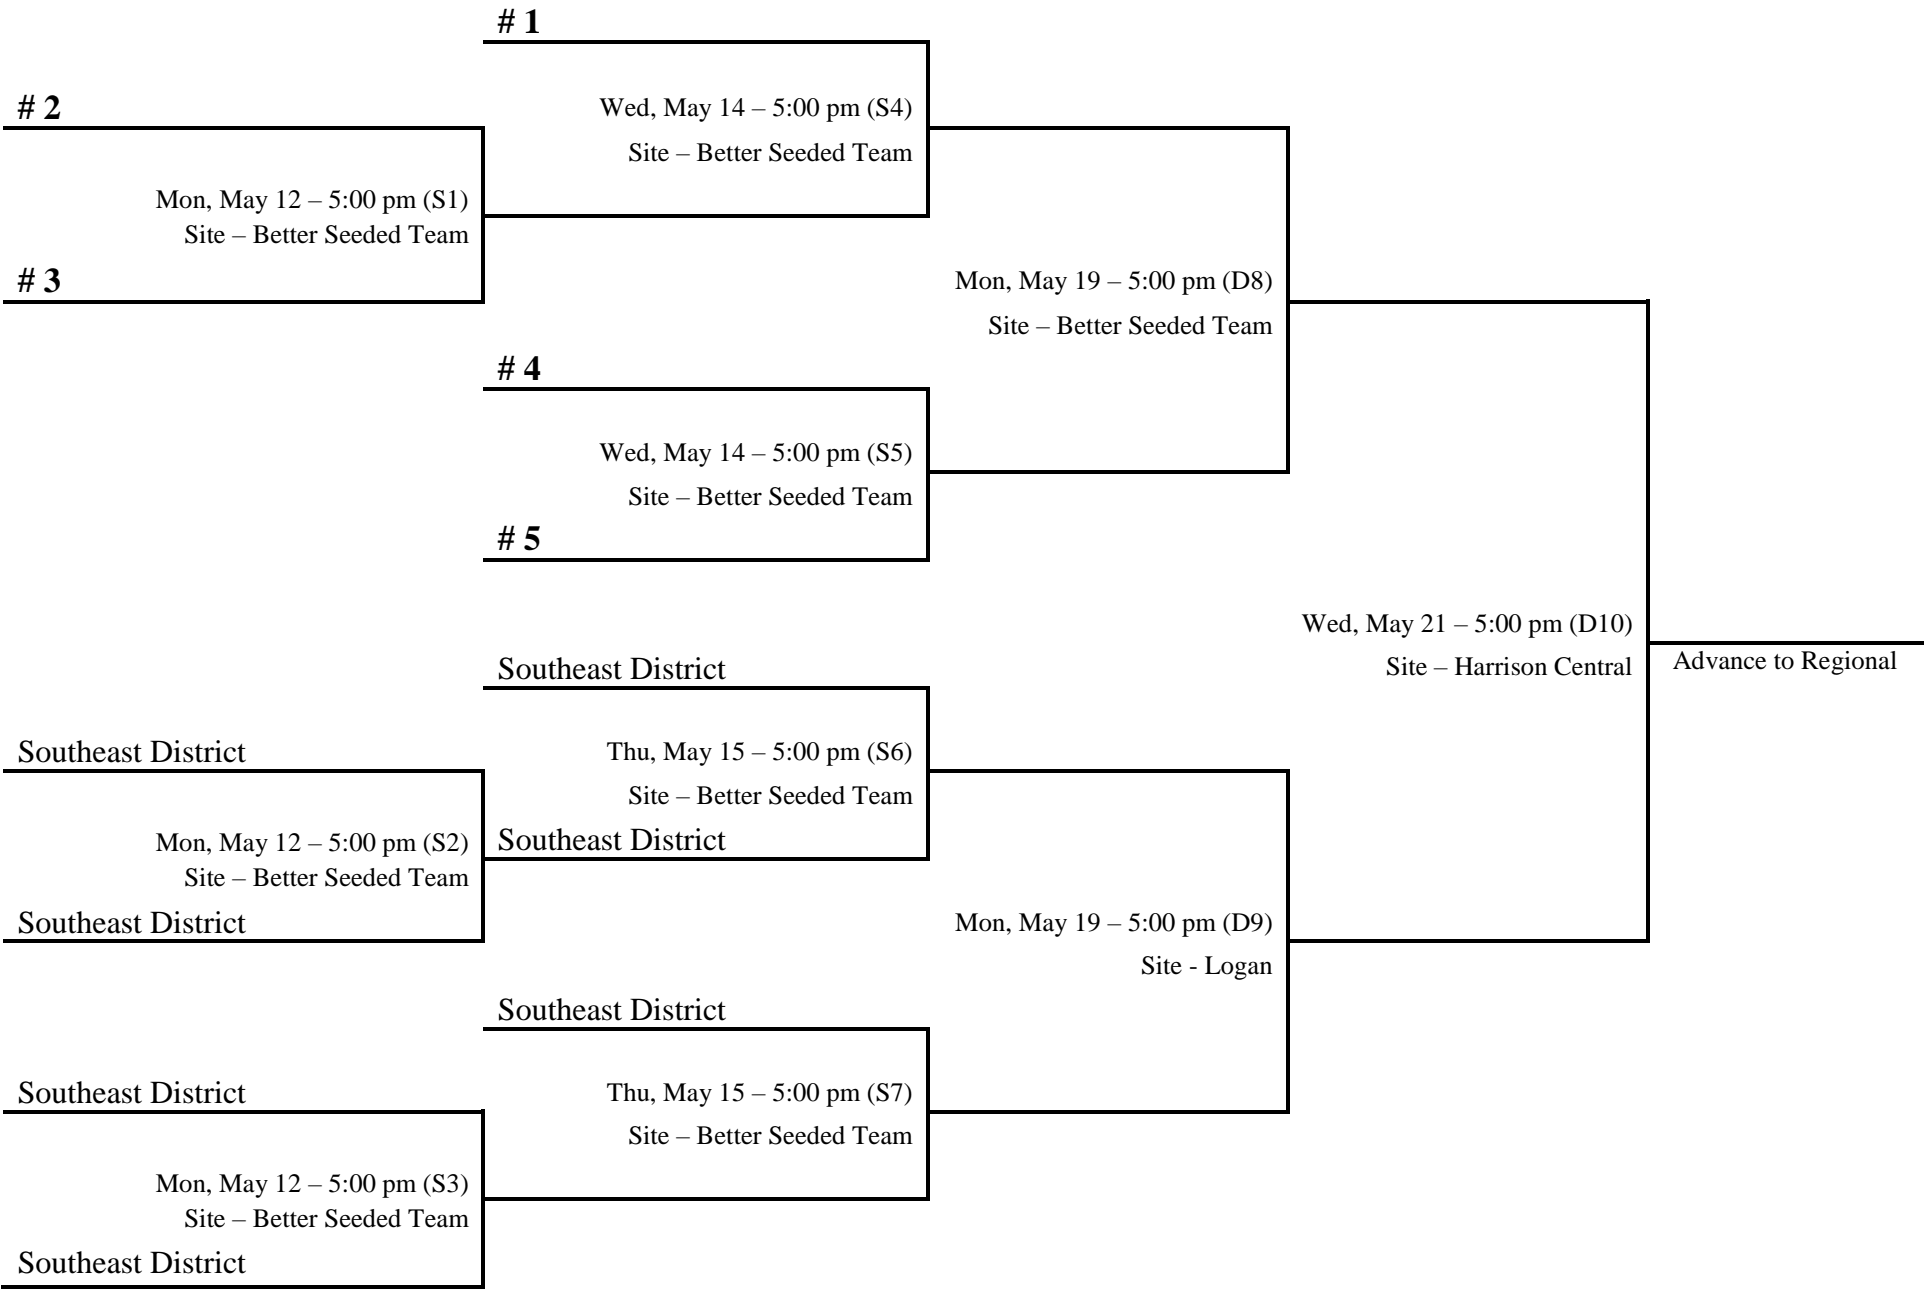 # 1
# 2
Wed, May 14 – 5:00 pm (S4)
Site – Better Seeded Team
Mon, May 12 – 5:00 pm (S1)
Site – Better Seeded Team
# 3
Mon, May 19 – 5:00 pm (D8)
Site – Better Seeded Team
# 4
Wed, May 14 – 5:00 pm (S5)
Site – Better Seeded Team
# 5
Wed, May 21 – 5:00 pm (D10)
Site – Harrison Central
Advance to Regional
Southeast District
Southeast District
Thu, May 15 – 5:00 pm (S6)
Site – Better Seeded Team
Southeast District
Mon, May 12 – 5:00 pm (S2)
Site – Better Seeded Team
Southeast District
Mon, May 19 – 5:00 pm (D9)
Site - Logan
Southeast District
Southeast District
Thu, May 15 – 5:00 pm (S7)
Site – Better Seeded Team
Mon, May 12 – 5:00 pm (S3)
Site – Better Seeded Team
Southeast District